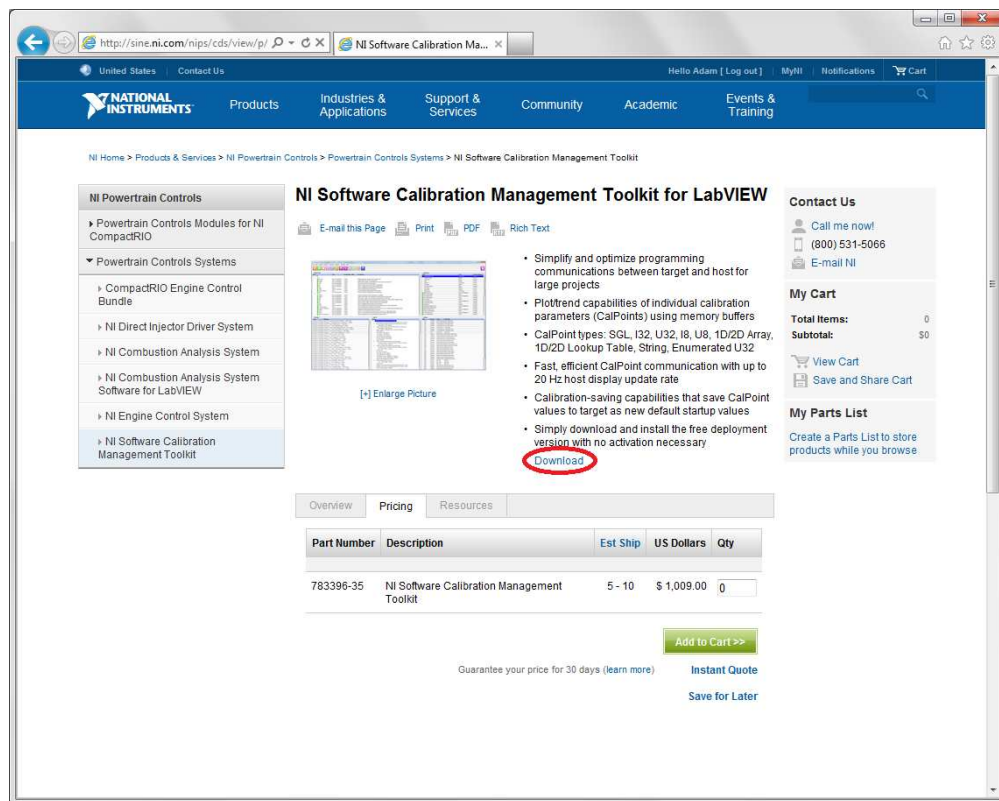 http://sine.ni.com/nips/cds/view/p/
NI Software Calibration Ma...
United States
Contact Us
Hello Adam [ Log out ]
MyNI
Notifications
Cart
NATIONAL INSTRUMENTS
Products
Industries & Applications
Support & Services
Community
Academic
Events & Training
NI Home > Products & Services > NI Powertrain Controls > Powertrain Controls Systems > NI Software Calibration Management Toolkit
NI Powertrain Controls
Powertrain Controls Modules for NI
CompactRIO
Powertrain Controls Systems
CompactRIO Engine Control
Bundle
NI Direct Injector Driver System
NI Combustion Analysis System
NI Combustion Analysis System
Software for LabVIEW
NI Engine Control System
NI Software Calibration
Management Toolkit
NI Software Calibration Management Toolkit for LabVIEW
E-mail this Page
Print
PDF
Rich Text
[+] Enlarge Picture
• Simplify and optimize programming
communications between target and host for
large projects
• Plot/trend capabilities of individual calibration
parameters (CalPoints) using memory buffers
• CalPoint types: SGL, I32, U32, I8, U8, 1D/2D Array,
1D/2D Lookup Table, String, Enumerated U32
• Fast, efficient CalPoint communication with up to
20 Hz host display update rate
• Calibration-saving capabilities that save CalPoint
values to target as new default startup values
• Simply download and install the free deployment
version with no activation necessary
Download
Contact Us
Call me now!
(800) 531-5066
E-mail NI
My Cart
Total Items: 0
Subtotal: $0
View Cart
Save and Share Cart
My Parts List
Create a Parts List to store
products while you browse
Overview
Pricing
Resources
Part Number Description Est Ship US Dollars Qty
783396-35 NI Software Calibration Management 5 - 10 $ 1,009.00 0
Toolkit
Add to Cart >>
Guarantee your price for 30 days (learn more)
Instant Quote
Save for Later